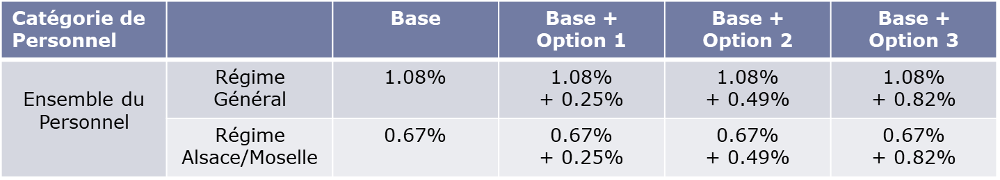 Catégorie de
Personnel
Base
Base +
Option 1
Base +
Option 2
Base +
Option 3
Ensemble du
Personnel
Régime
Général
1.08%
1.08%
+ 0.25%
1.08%
+ 0.49%
1.08%
+ 0.82%
Régime
Alsace/Moselle
0.67%
0.67%
+ 0.25%
0.67%
+ 0.49%
0.67%
+ 0.82%